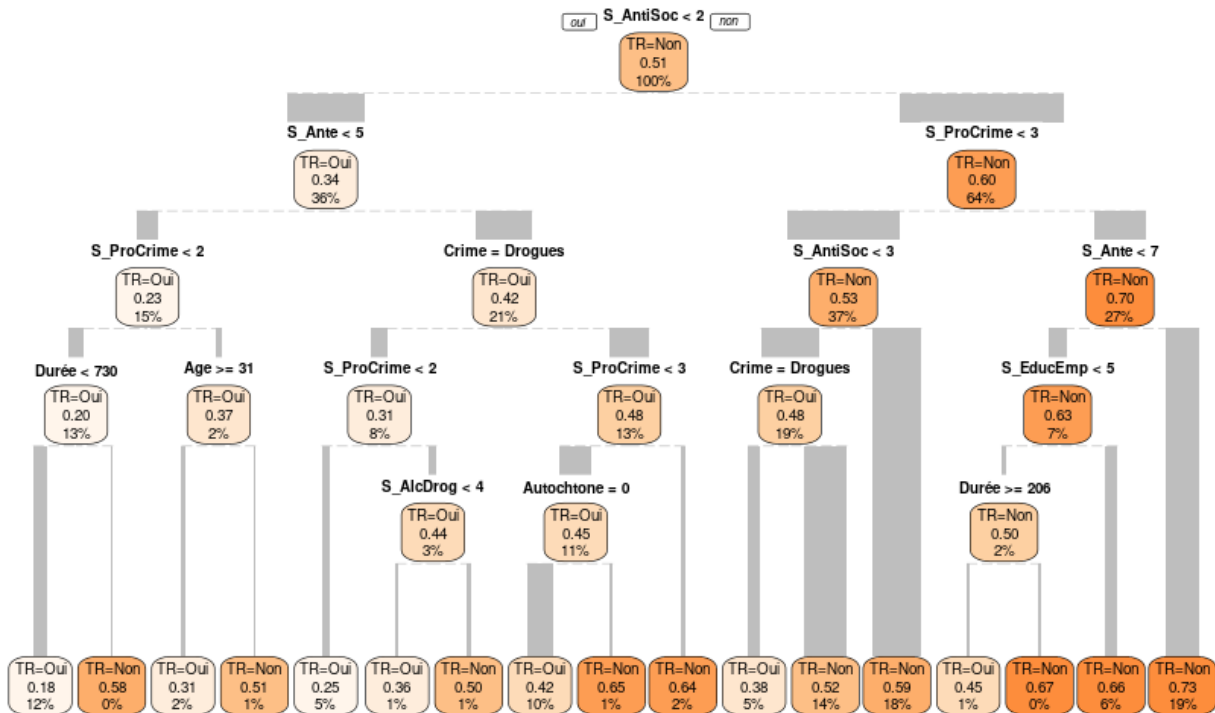 S_AntiSoc < 2
oui
non
TR=Non
0.51
100%
S_Ante < 5
S_ProCrime < 3
TR=Oui
0.34
36%
TR=Non
0.60
64%
S_ProCrime < 2
Crime = Drogues
S_AntiSoc < 3
S_Ante < 7
TR=Oui
0.23
15%
TR=Oui
0.42
21%
TR=Non
0.53
37%
TR=Non
0.70
27%
Durée < 730
Age >= 31
S_ProCrime < 2
S_ProCrime < 3
Crime = Drogues
S_EducEmp < 5
TR=Oui
0.20
13%
TR=Oui
0.37
2%
TR=Oui
0.31
8%
TR=Oui
0.48
13%
TR=Oui
0.48
19%
TR=Non
0.63
7%
S_AlcDrog < 4
Autochtone = 0
Durée >= 206
TR=Oui
0.44
3%
TR=Oui
0.45
11%
TR=Non
0.50
2%
TR=Oui
0.18
12%
TR=Non
0.58
0%
TR=Oui
0.31
2%
TR=Non
0.51
1%
TR=Oui
0.25
5%
TR=Oui
0.36
1%
TR=Non
0.50
1%
TR=Oui
0.42
10%
TR=Non
0.65
1%
TR=Non
0.64
2%
TR=Oui
0.38
5%
TR=Non
0.52
14%
TR=Non
0.59
18%
TR=Oui
0.45
1%
TR=Non
0.67
0%
TR=Non
0.66
6%
TR=Non
0.73
19%